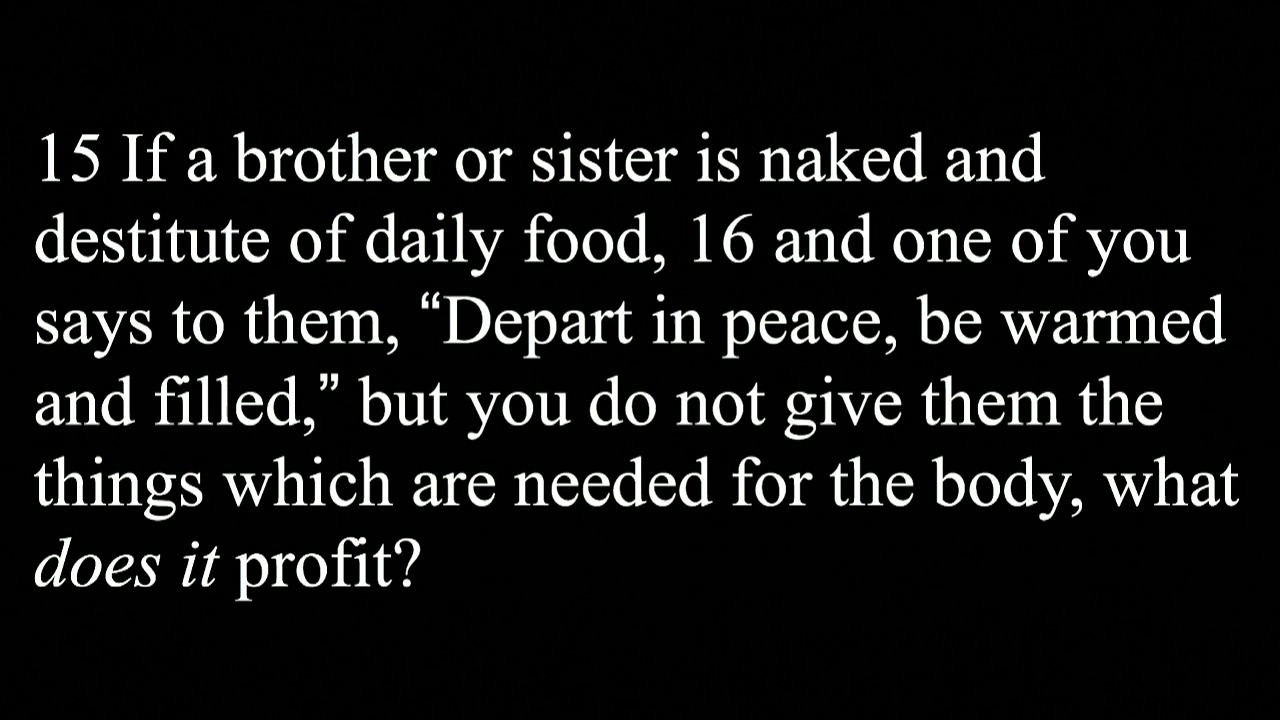 15 If a brother or sister is naked and
destitute of daily food, 16 and one of you
says to them, “Depart in peace, be warmed
and filled,” but you do not give them the
things which are needed for the body, what
does it profit?